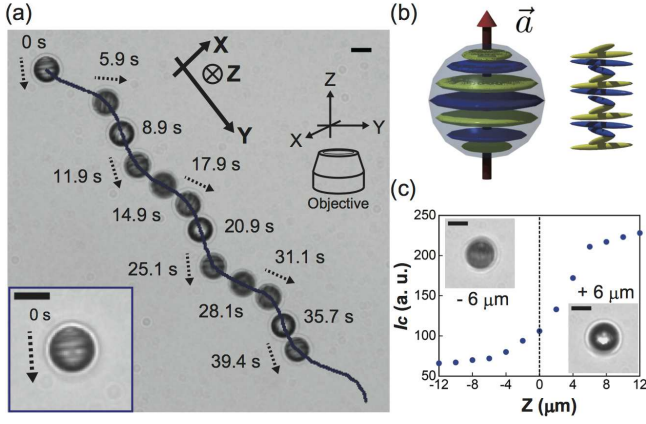 (a)
0 s
5.9 s
X
Z
Y
8.9 s
11.9 s
17.9 s
14.9 s
20.9 s
25.1 s
31.1 s
28.1s
35.7 s
39.4 s
0 s
Z
X
Y
Objective
(b)
a
(c)
250
200
150
100
50
Ic (a. u.)
- 6 µm
+ 6 µm
-12 -8 -4 0 4 8 12
Z (µm)